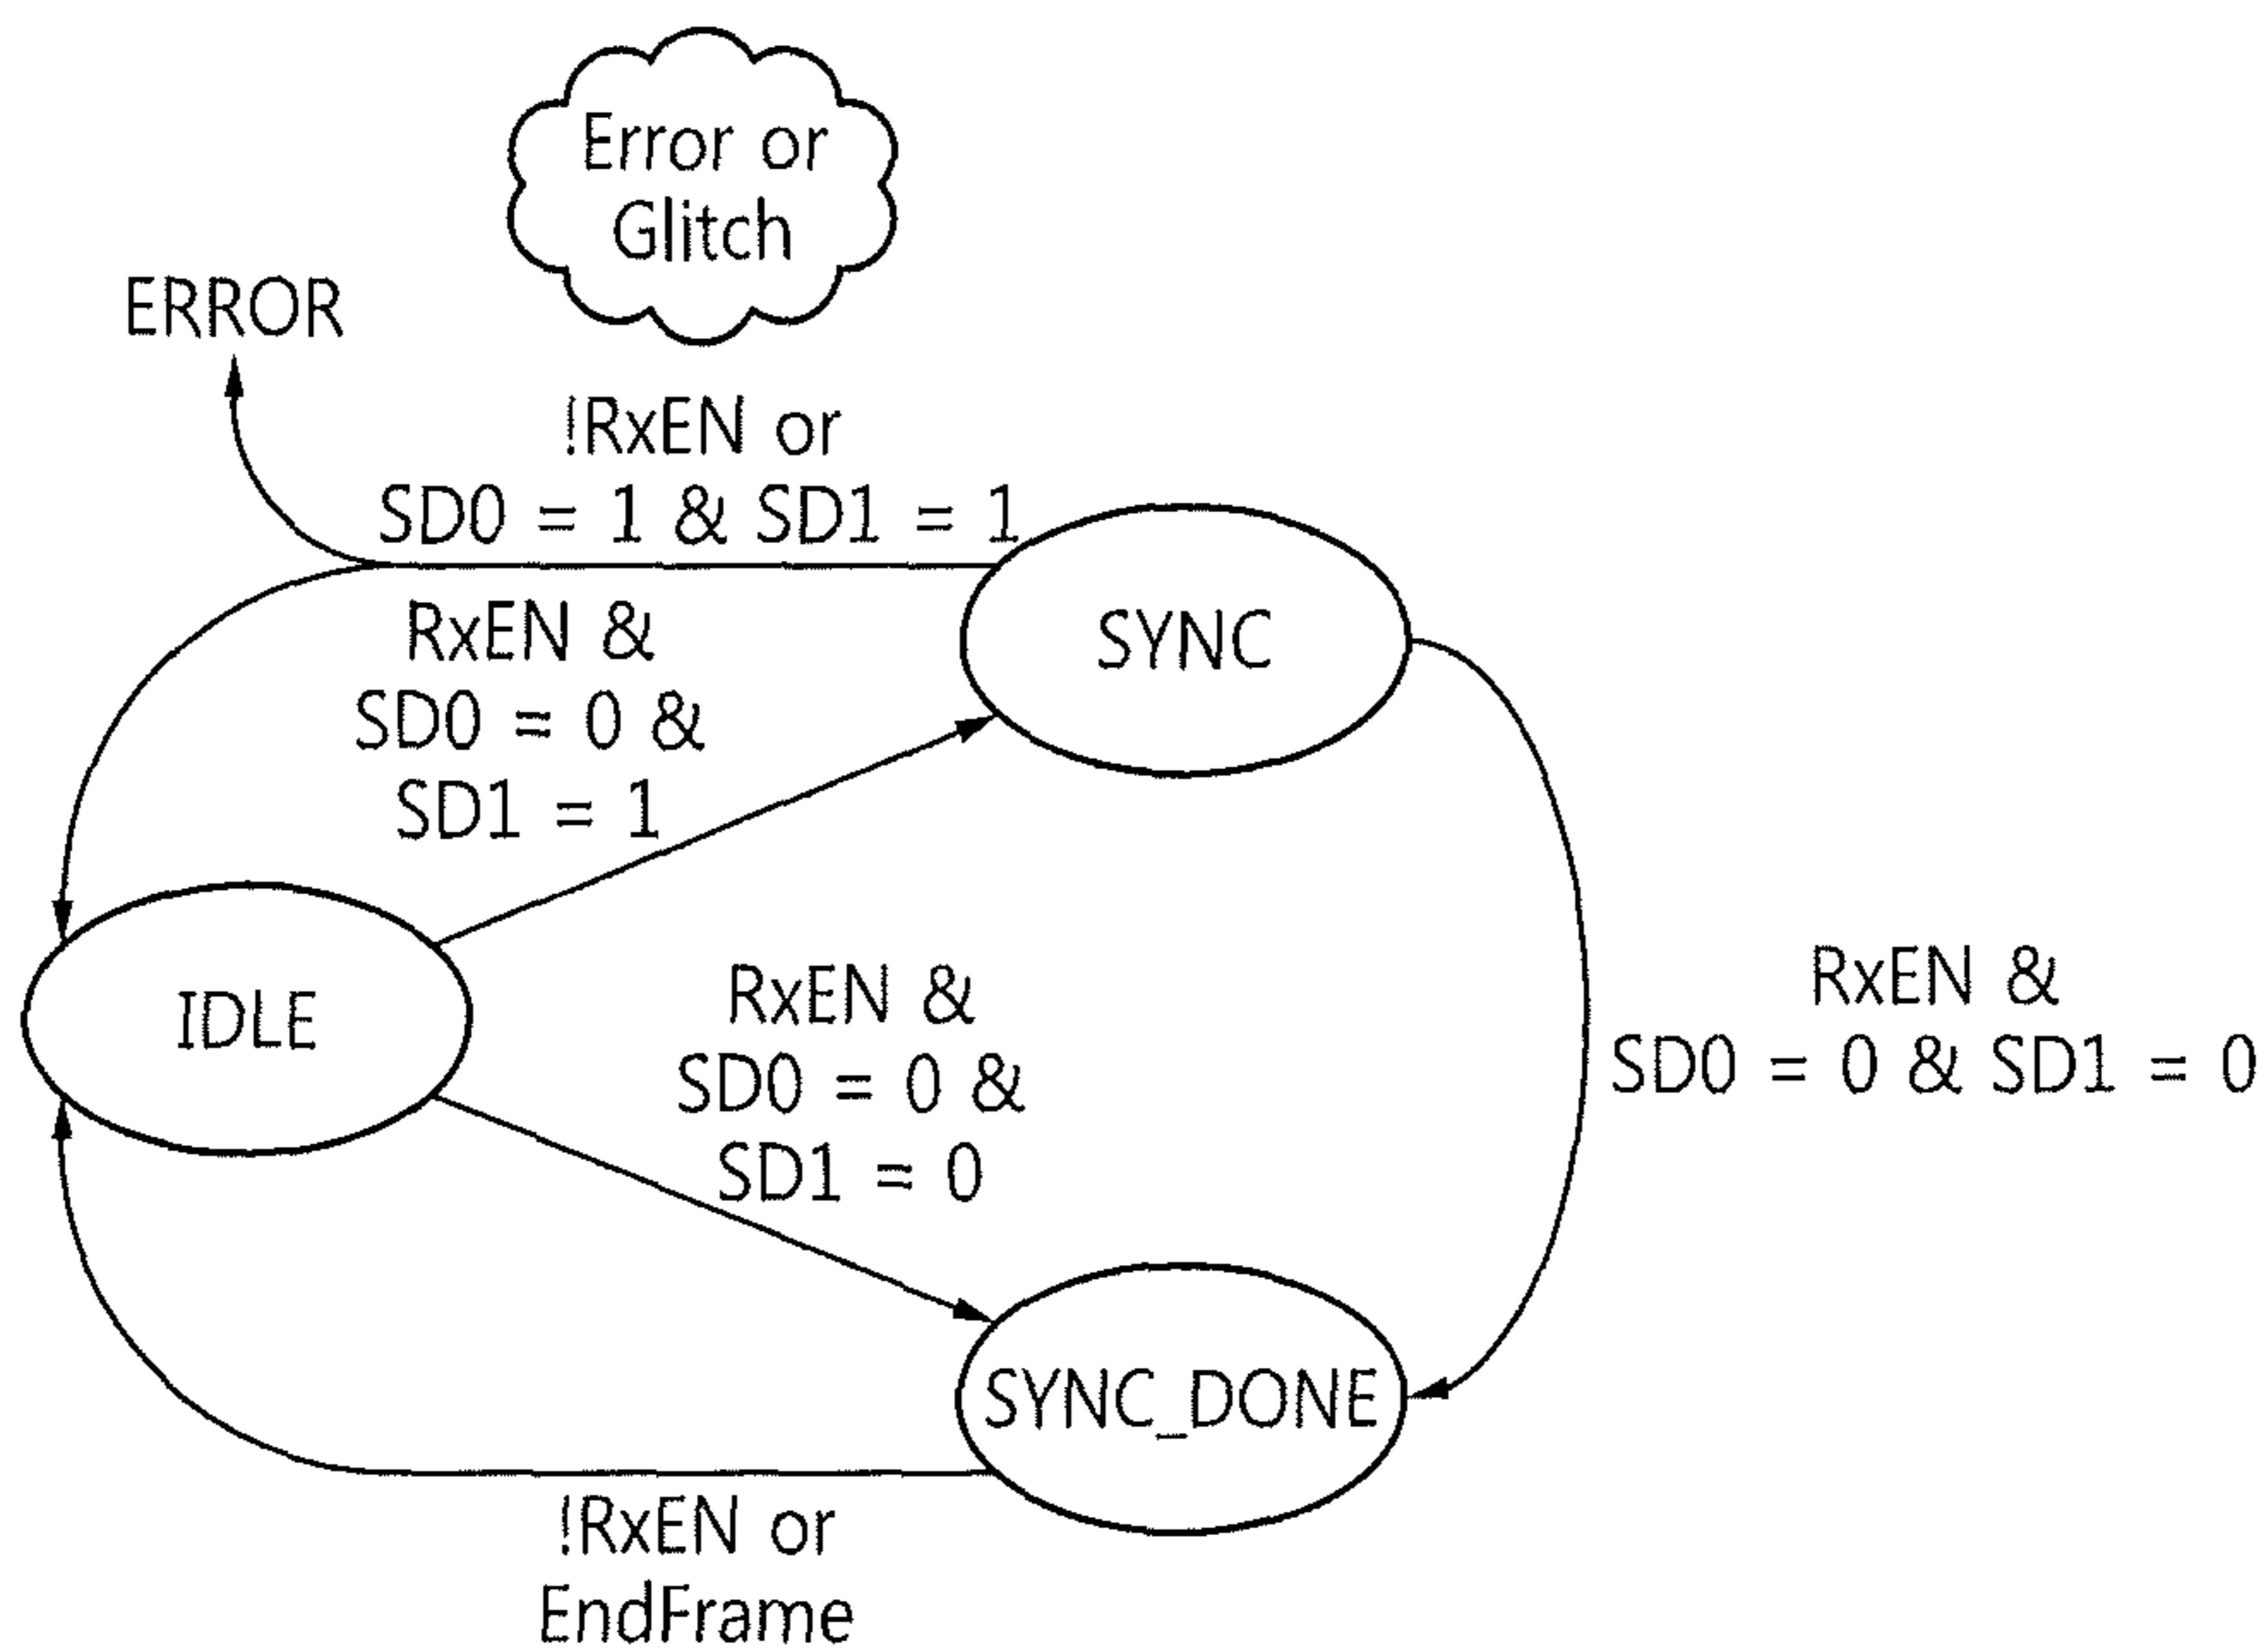 Error or
Glitch
ERROR
!RxEN or
SD0 = 1 & SD1 = 1
RxEN &
SD0 = 0 &
SD1 = 1
SYNC
IDLE
RxEN &
SD0 = 0 &
SD1 = 0
RxEN &
SD0 = 0 & SD1 = 0
SYNC_DONE
!RxEN or
EndFrame